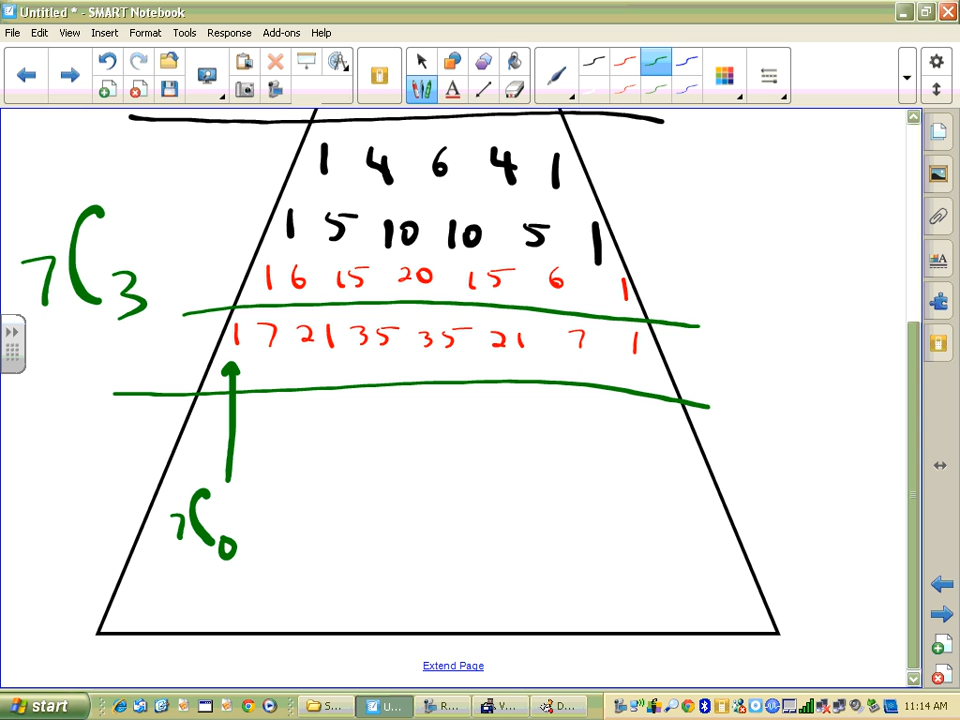 Untitled * - SMART Notebook
File Edit View Insert Format Tools Response Add-ons Help
1 4 6 4 1
1 5 10 10 5 1
7C3
1 6 15 20 15 6 1
1 7 21 35 35 21 7 1
7C0
Extend Page
start
S...
U...
R...
Y...
D...
11:14 AM